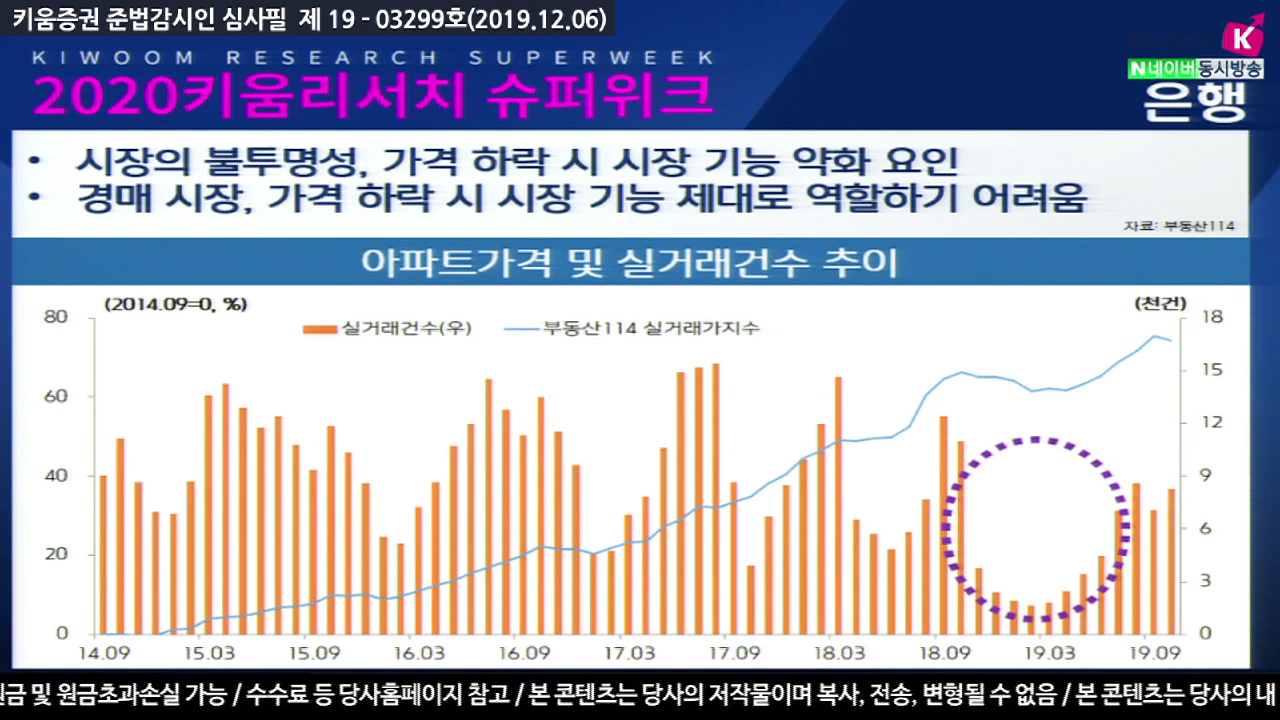 키움증권 준법감시인 심사필 제 19 - 03299호(2019.12.06)
KIWOOM RESEARCH SUPERWEEK
2020키움리서치 슈퍼위크
K
N네이버 동시방송
은행
• 시장의 불투명성, 가격 하락 시 시장 기능 약화 요인
• 경매 시장, 가격 하락 시 시장 기능 제대로 역할하기 어려움
자료: 부동산114
아파트가격 및 실거래건수 추이
(2014.09=0, %)
(천건)
실거래건수(우)
부동산114 실거래가지수
80
60
40
20
0
18
15
12
9
6
3
0
14.09 15.03 15.09 16.03 16.09 17.03 17.09 18.03 18.09 19.03 19.09
원금 및 원금초과손실 가능 / 수수료 등 당사홈페이지 참고 / 본 콘텐츠는 당사의 저작물이며 복사, 전송, 변형될 수 없음 / 본 콘텐츠는 당사의 내